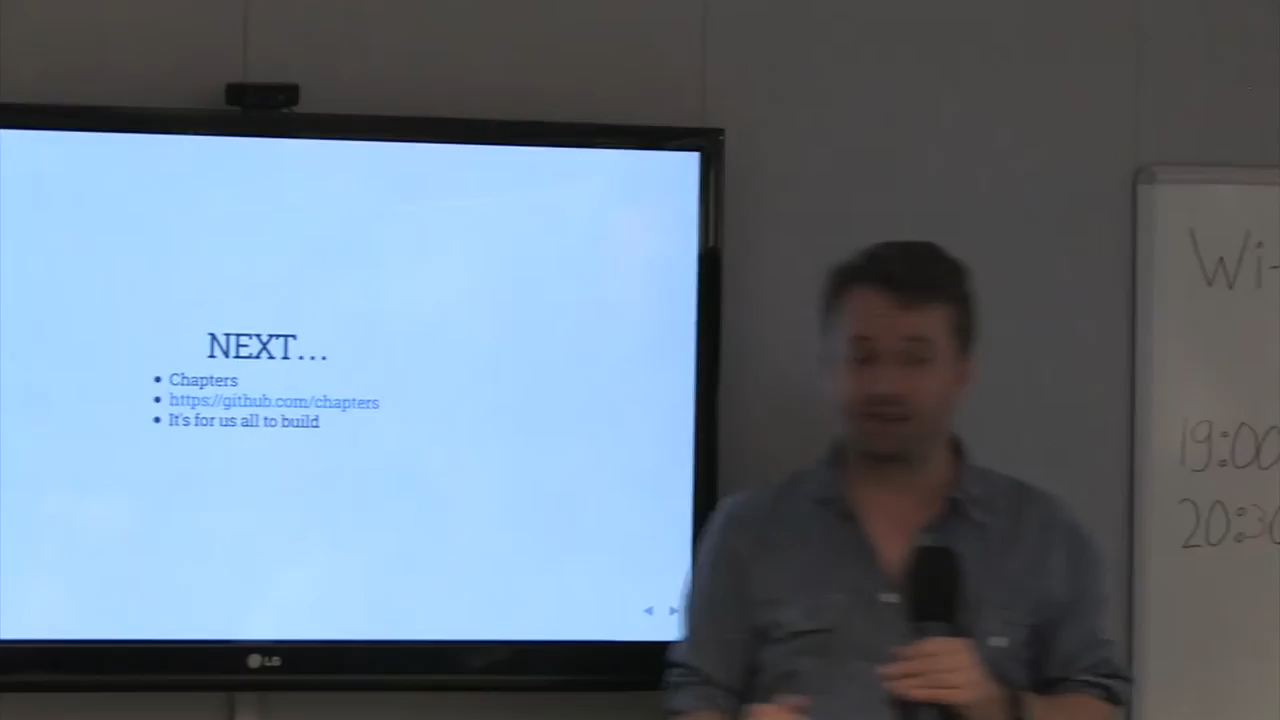 NEXT...
• Chapters
• https://github.com/chapters
• It's for us all to build
LG
Wi
19:00
20:30